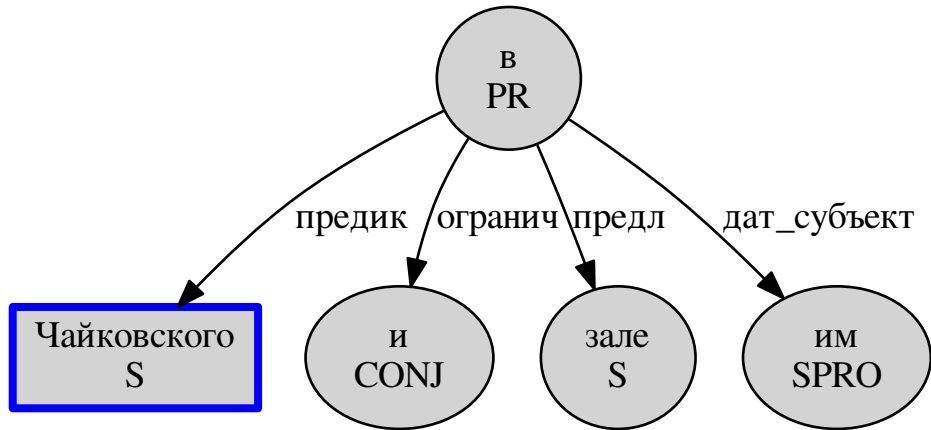 в
PR
предик огранич предл дат_субъект
Чайковского и зале им
S CONJ S SPRO